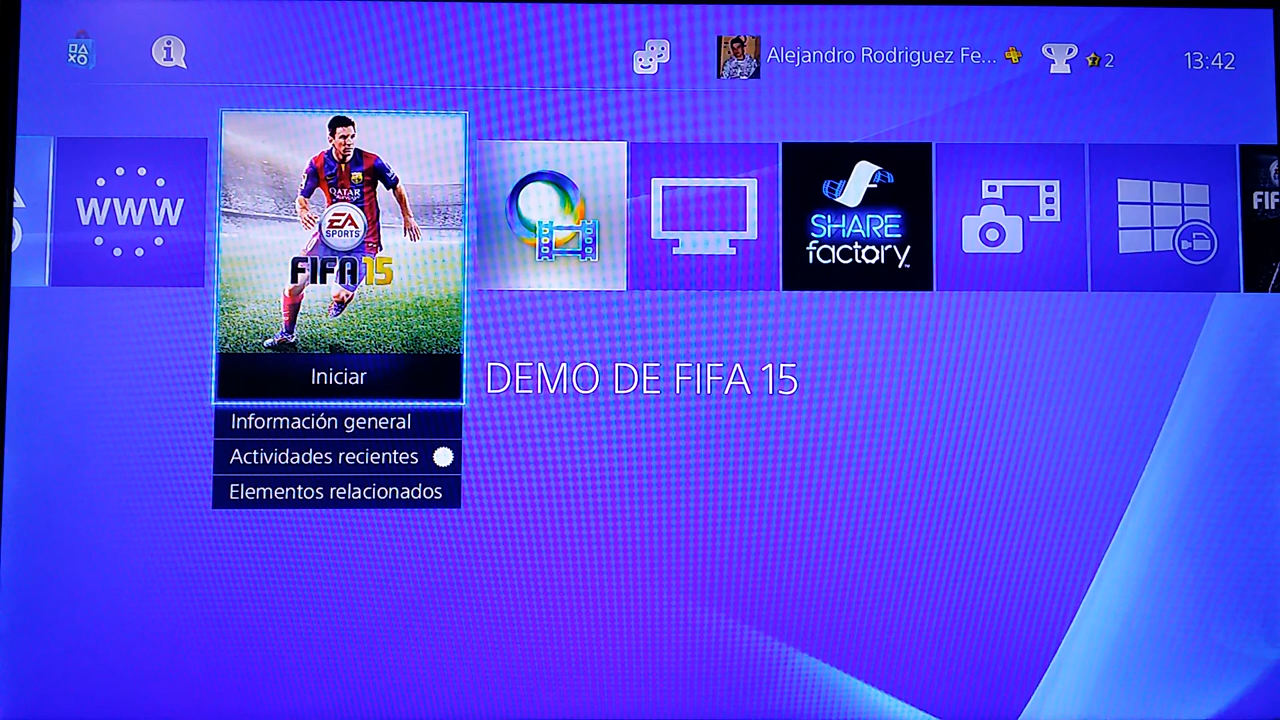 Alejandro Rodriguez Fe...
2
13:42
WWW
QATAR
EA
SPORTS
FIFA 15
SHARE
factory
FIF
Iniciar
DEMO DE FIFA 15
Información general
Actividades recientes
Elementos relacionados